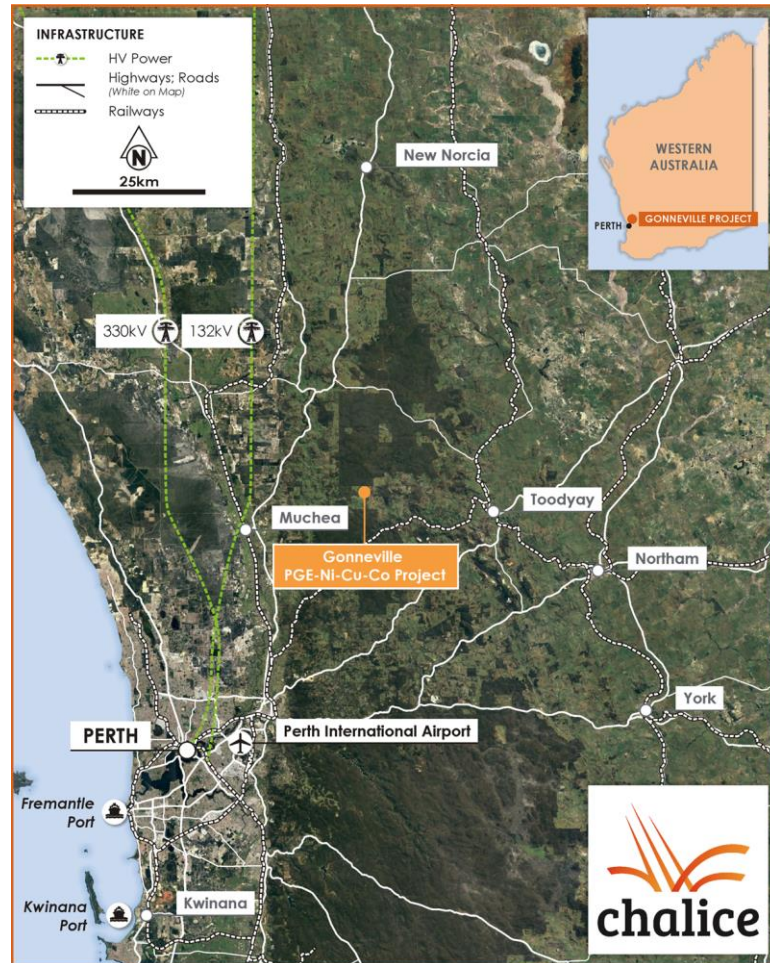 INFRASTRUCTURE
HV Power
Highways; Roads
(White on Map)
Railways
N
25km
New Norcia
WESTERN
AUSTRALIA
PERTH
GONNEVILLE PROJECT
330kV
132kV
Muchea
Toodyay
Gonneville
PGE-Ni-Cu-Co Project
Northam
York
PERTH
Perth International Airport
Fremantle
Port
Kwinana
Port
Kwinana
chalice